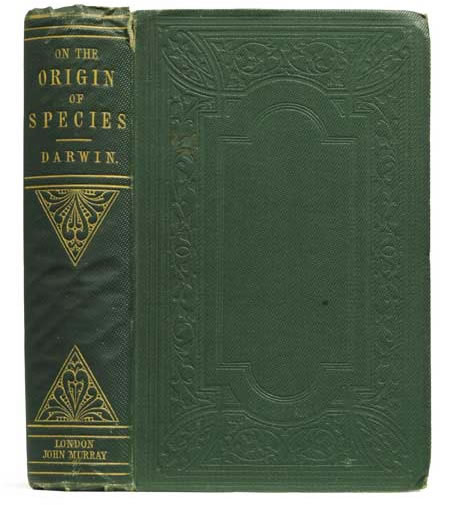 ON THE
ORIGIN
OF
SPECIES
DARWIN.
LONDON
JOHN MURRAY